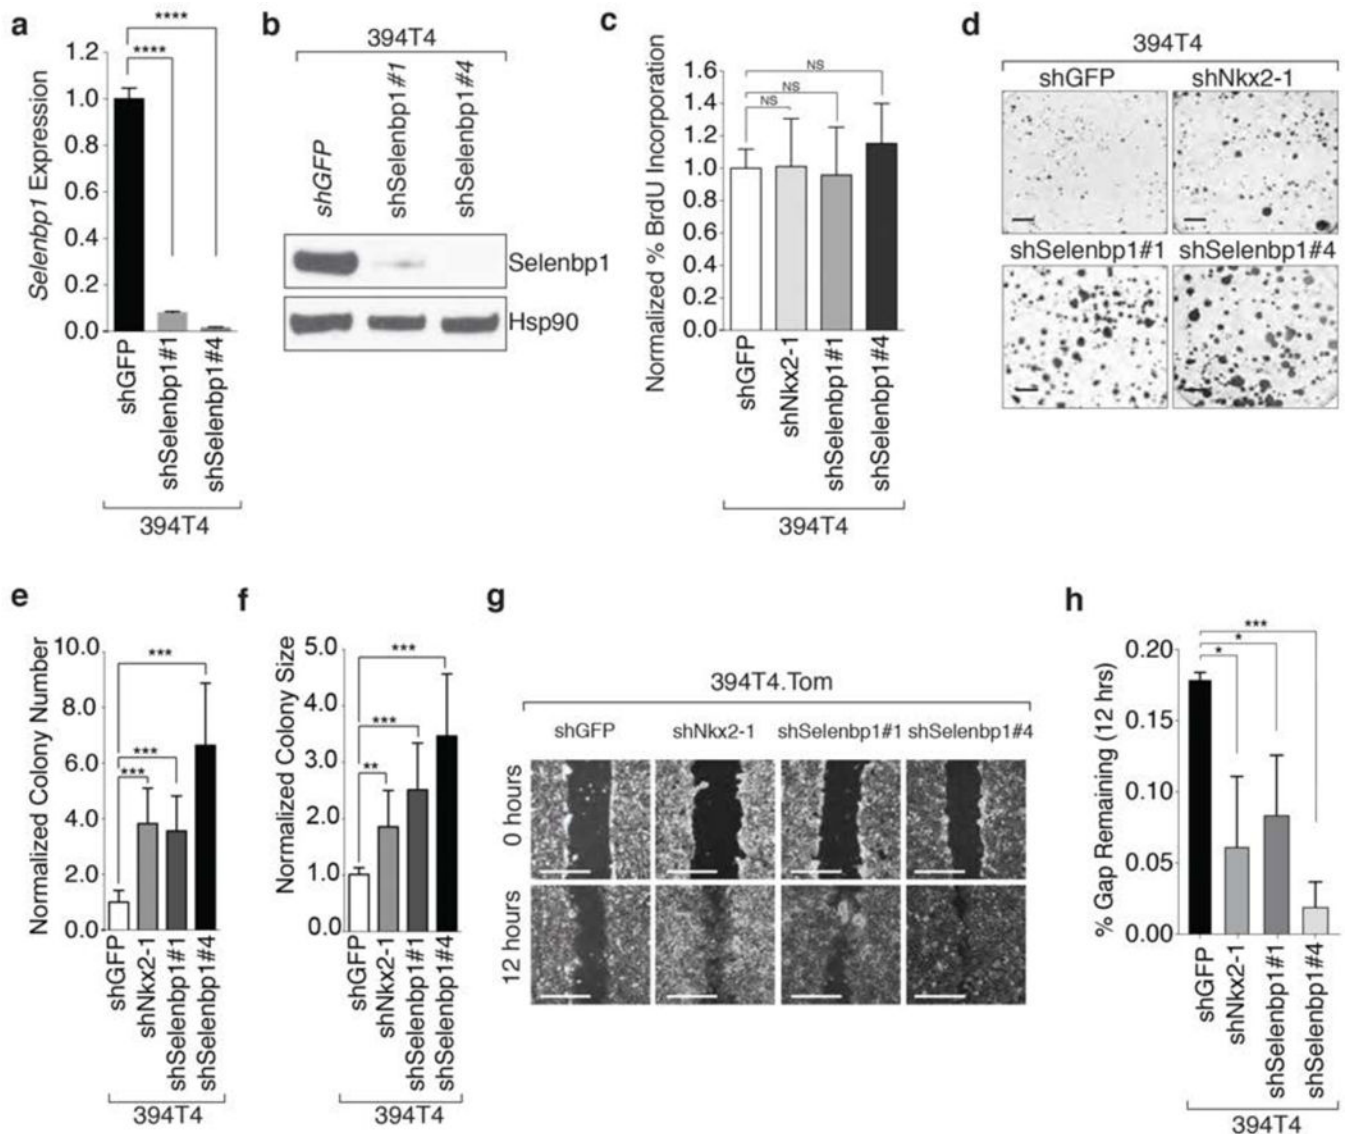 a
****
****
Selenbp1 Expression
1.2
1.0
0.8
0.6
0.4
0.2
0.0
shGFP
shSelenbp1#1
shSelenbp1#4
394T4
b
394T4
shGFP
shSelenbp1#1
shSelenbp1#4
Selenbp1
Hsp90
c
Normalized % BrdU Incorporation
1.6
1.4
1.2
1.0
0.8
0.6
0.4
0.2
0.0
NS
NS
NS
shGFP
shNkx2-1
shSelenbp1#1
shSelenbp1#4
394T4
d
394T4
shGFP
shNkx2-1
shSelenbp1#1
shSelenbp1#4
e
Normalized Colony Number
10.0
8.0
6.0
4.0
2.0
0.0
***
***
***
shGFP
shNkx2-1
shSelenbp1#1
shSelenbp1#4
394T4
f
Normalized Colony Size
5.0
4.0
3.0
2.0
1.0
0.0
***
***
**
shGFP
shNkx2-1
shSelenbp1#1
shSelenbp1#4
394T4
g
394T4.Tom
shGFP
shNkx2-1
shSelenbp1#1
shSelenbp1#4
0 hours
12 hours
h
% Gap Remaining (12 hrs)
0.20
0.15
0.10
0.05
0.00
***
*
*
shGFP
shNkx2-1
shSelenbp1#1
shSelenbp1#4
394T4